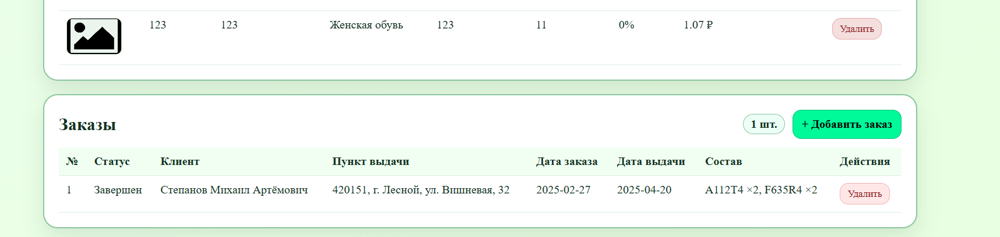 123 123 Женская обувь 123 11 0% 1.07 ₽ Удалить
Заказы 1 шт. + Добавить заказ
№ Статус Клиент Пункт выдачи Дата заказа Дата выдачи Состав Действия
1 Завершен Степанов Михаил Артёмович 420151, г. Лесной, ул. Вишневая, 32 2025-02-27 2025-04-20 А112Т4 ×2, F635R4 ×2 Удалить